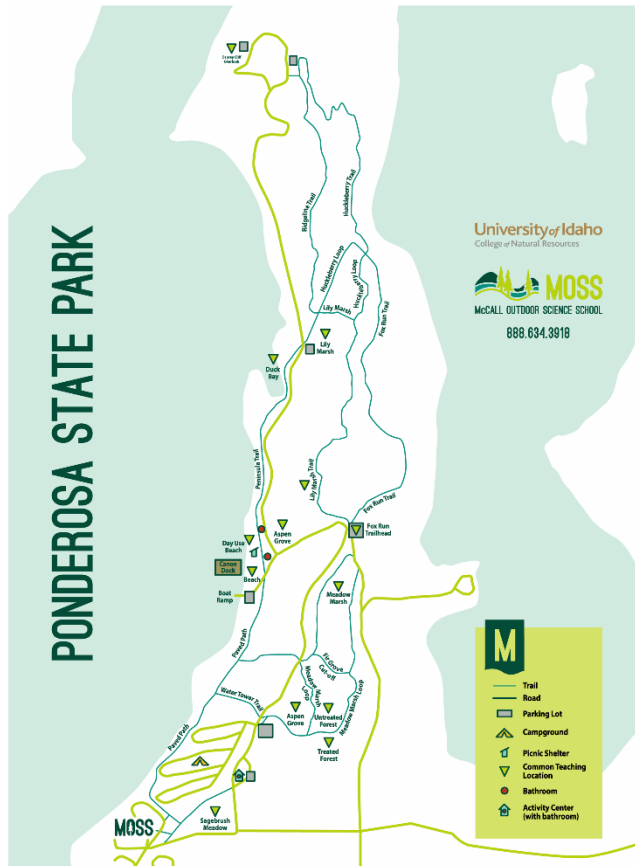 PONDEROSA STATE PARK
Ridgeline Trail
Huckleberry Trail
Huckleberry Loop
Lily Marsh
Fox Run Trail
Lily
Marsh
Duck
Bay
Peninsula Trail
Lily Marsh Trail
Fox Run Trail
Aspen
Grove
Fox Run
Trailhead
Day Use
Beach
Canoe
Dock
Beach
Boat
Ramp
Meadow
Marsh
Paved Path
Fir Grove
Cut-off
Meadow Marsh
Loop
Meadow Marsh Loop
Water Tower Trail
Aspen
Grove
Untreated
Forest
Treated
Forest
Paved Path
MOSS
Sagebrush
Meadow
University of Idaho
College of Natural Resources
MOSS
McCALL OUTDOOR SCIENCE SCHOOL
888.634.3918
M
Trail
Road
Parking Lot
Campground
Picnic Shelter
Common Teaching
Location
Bathroom
Activity Center
(with bathroom)